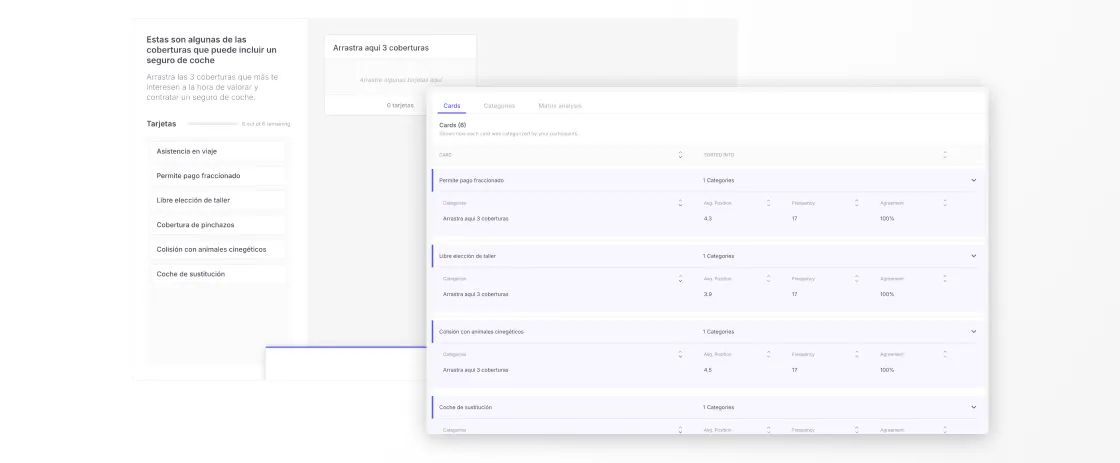 Estas son algunas de las
coberturas que puede incluir un
seguro de coche
Arrastra las 3 coberturas que más te
interesen a la hora de valorar y
contratar un seguro de coche.
Tarjetas 6 out of 6 remaining
Asistencia en viaje
Permite pago fraccionado
Libre elección de taller
Cobertura de pinchazos
Colisión con animales cinegéticos
Coche de sustitución
Arrastra aquí 3 coberturas
Arrastre algunas tarjetas aquí
0 tarjetas
Cards Categories Matrix analysis
Cards (6)
Shows how each card was categorized by your participants.
CARD SORTED INTO
Permite pago fraccionado 1 Categories
Categories Avg. Position Frequency Agreement
Arrastra aquí 3 coberturas 4.3 17 100%
Libre elección de taller 1 Categories
Categories Avg. Position Frequency Agreement
Arrastra aquí 3 coberturas 3.9 17 100%
Colisión con animales cinegéticos 1 Categories
Categories Avg. Position Frequency Agreement
Arrastra aquí 3 coberturas 4.5 17 100%
Coche de sustitución 1 Categories
Categories Avg. Position Frequency Agreement